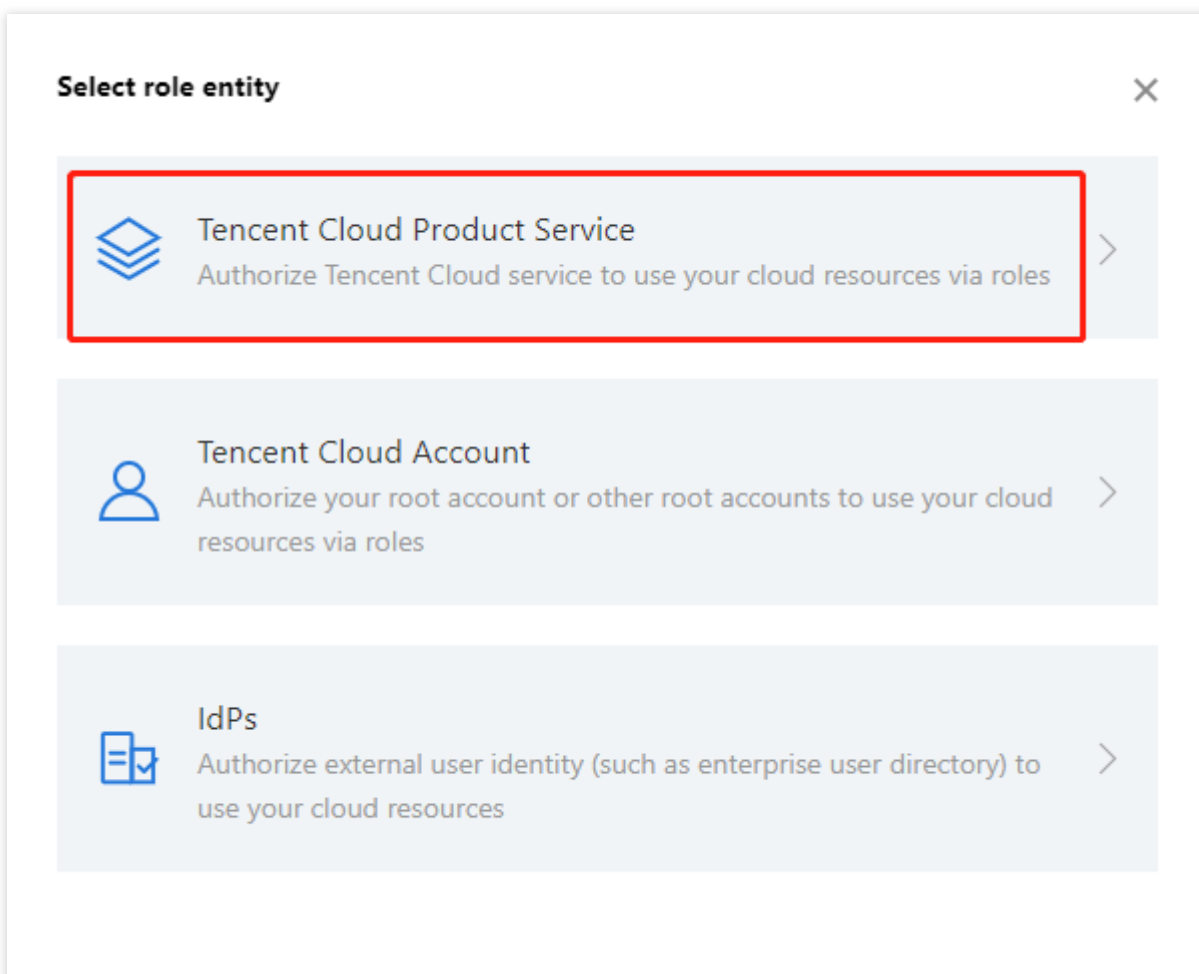 Select role entity
Tencent Cloud Product Service
Authorize Tencent Cloud service to use your cloud resources via roles
Tencent Cloud Account
Authorize your root account or other root accounts to use your cloud
resources via roles
IdPs
Authorize external user identity (such as enterprise user directory) to
use your cloud resources